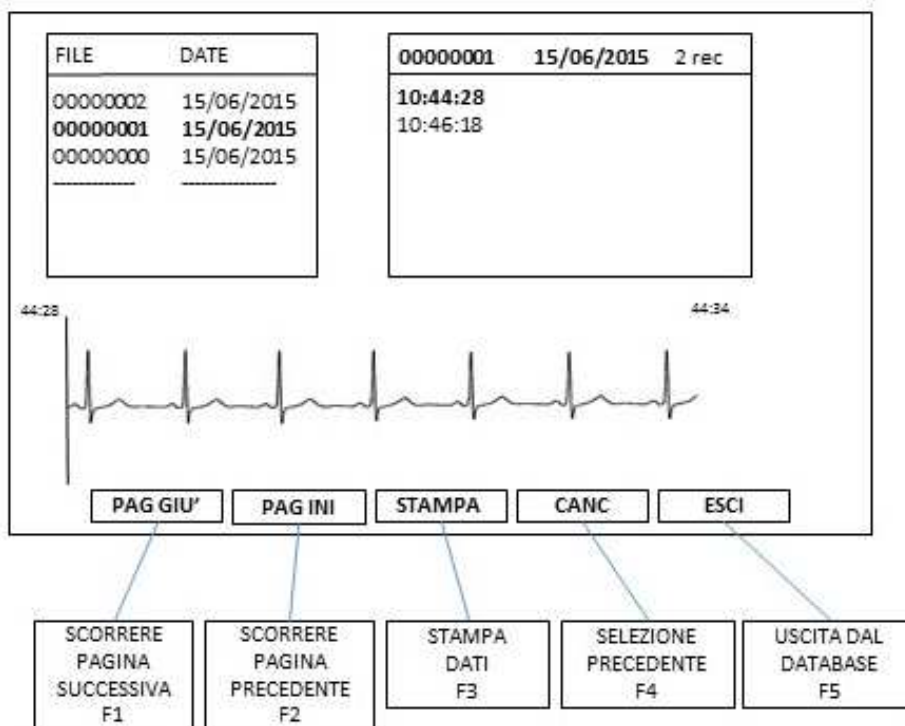 FILE DATE
00000002 15/06/2015
00000001 15/06/2015
00000000 15/06/2015
------------- ---------------
00000001 15/06/2015 2 rec
10:44:28
10:46:18
44:28 44:34
PAG GIU' PAG INI STAMPA CANC ESCI
SCORRERE
PAGINA
SUCCESSIVA
F1
SCORRERE
PAGINA
PRECEDENTE
F2
STAMPA
DATI
F3
SELEZIONE
PRECEDENTE
F4
USCITA DAL
DATABASE
F5